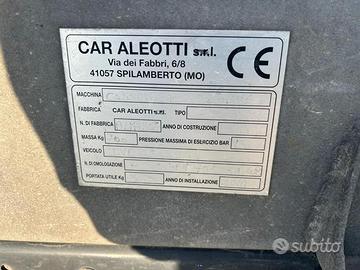 CAR ALEOTTI s.r.l.
Via dei Fabbri, 6/8
41057 SPILAMBERTO (MO)
CE
MACCHINA
FABBRICA CAR ALEOTTI s.r.l. TIPO
N. DI FABBRICA ANNO DI COSTRUZIONE
MASSA Kg PRESSIONE MASSIMA DI ESERCIZIO BAR
VEICOLO
N. DI OMOLOGAZIONE
PORTATA UTILE Kg ANNO DI INSTALLAZIONE
subito